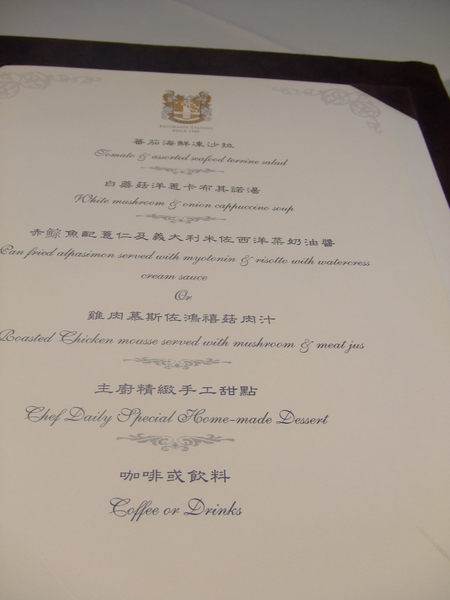 番茄海鮮凍沙拉
Tomato & assorted seafood terrine salad
白蘑菇洋蔥卡布其諾湯
White mushroom & onion cappuccino soup
赤鯮魚配薏仁及義大利米佐西洋菜奶油醬
Pan fried alpasimon served with myotonin & risotto with watercress
cream sauce
Or
雞肉慕斯佐鴻禧菇肉汁
Roasted Chicken mousse served with mushroom & meat jus
主廚精緻手工甜點
Chef Daily Special Home-made Dessert
咖啡或飲料
Coffee or Drinks